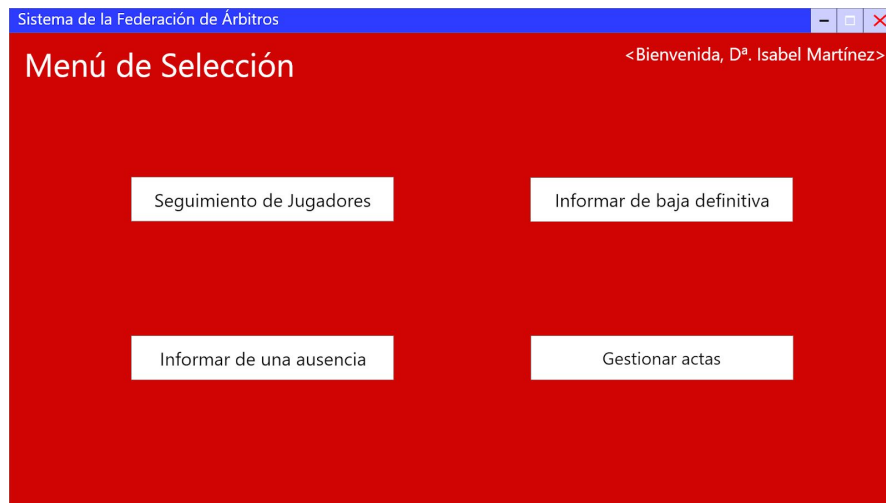 Sistema de la Federación de Árbitros
Menú de Selección
<Bienvenida, Dª. Isabel Martínez>
Seguimiento de Jugadores
Informar de baja definitiva
Informar de una ausencia
Gestionar actas